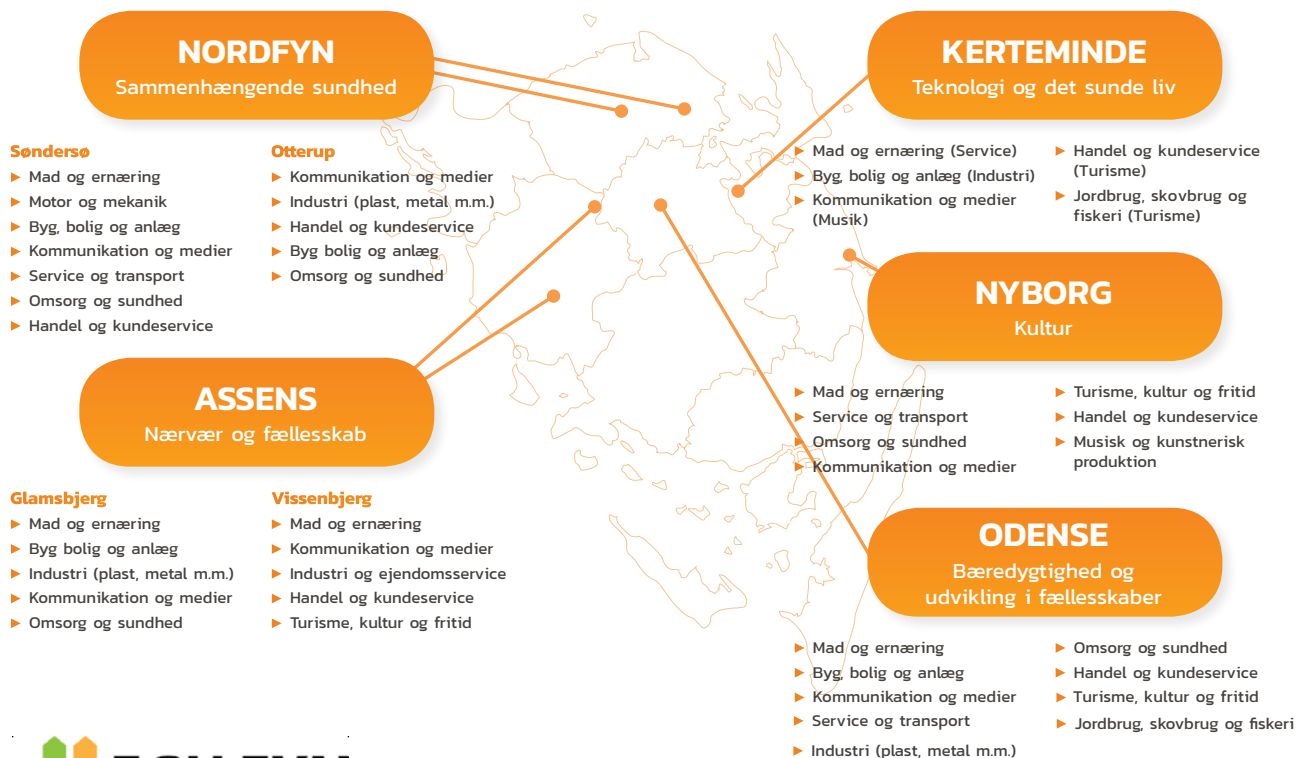 NORDFYN
Sammenhængende sundhed
Søndersø
Mad og ernæring
Motor og mekanik
Byg, bolig og anlæg
Kommunikation og medier
Service og transport
Omsorg og sundhed
Handel og kundeservice
Otterup
Kommunikation og medier
Industri (plast, metal m.m.)
Handel og kundeservice
Byg bolig og anlæg
Omsorg og sundhed
ASSENS
Nærvær og fællesskab
Glamsbjerg
Mad og ernæring
Byg bolig og anlæg
Industri (plast, metal m.m.)
Kommunikation og medier
Omsorg og sundhed
Vissenbjerg
Mad og ernæring
Kommunikation og medier
Industri og ejendomsservice
Handel og kundeservice
Turisme, kultur og fritid
KERTEMINDE
Teknologi og det sunde liv
Mad og ernæring (Service)
Byg, bolig og anlæg (Industri)
Kommunikation og medier
(Musik)
Handel og kundeservice
(Turisme)
Jordbrug, skovbrug og
fiskeri (Turisme)
NYBORG
Kultur
Mad og ernæring
Service og transport
Omsorg og sundhed
Kommunikation og medier
Turisme, kultur og fritid
Handel og kundeservice
Musisk og kunstnerisk
produktion
ODENSE
Bæredygtighed og
udvikling i fællesskaber
Mad og ernæring
Byg, bolig og anlæg
Kommunikation og medier
Service og transport
Industri (plast, metal m.m.)
Omsorg og sundhed
Handel og kundeservice
Turisme, kultur og fritid
Jordbrug, skovbrug og fiskeri